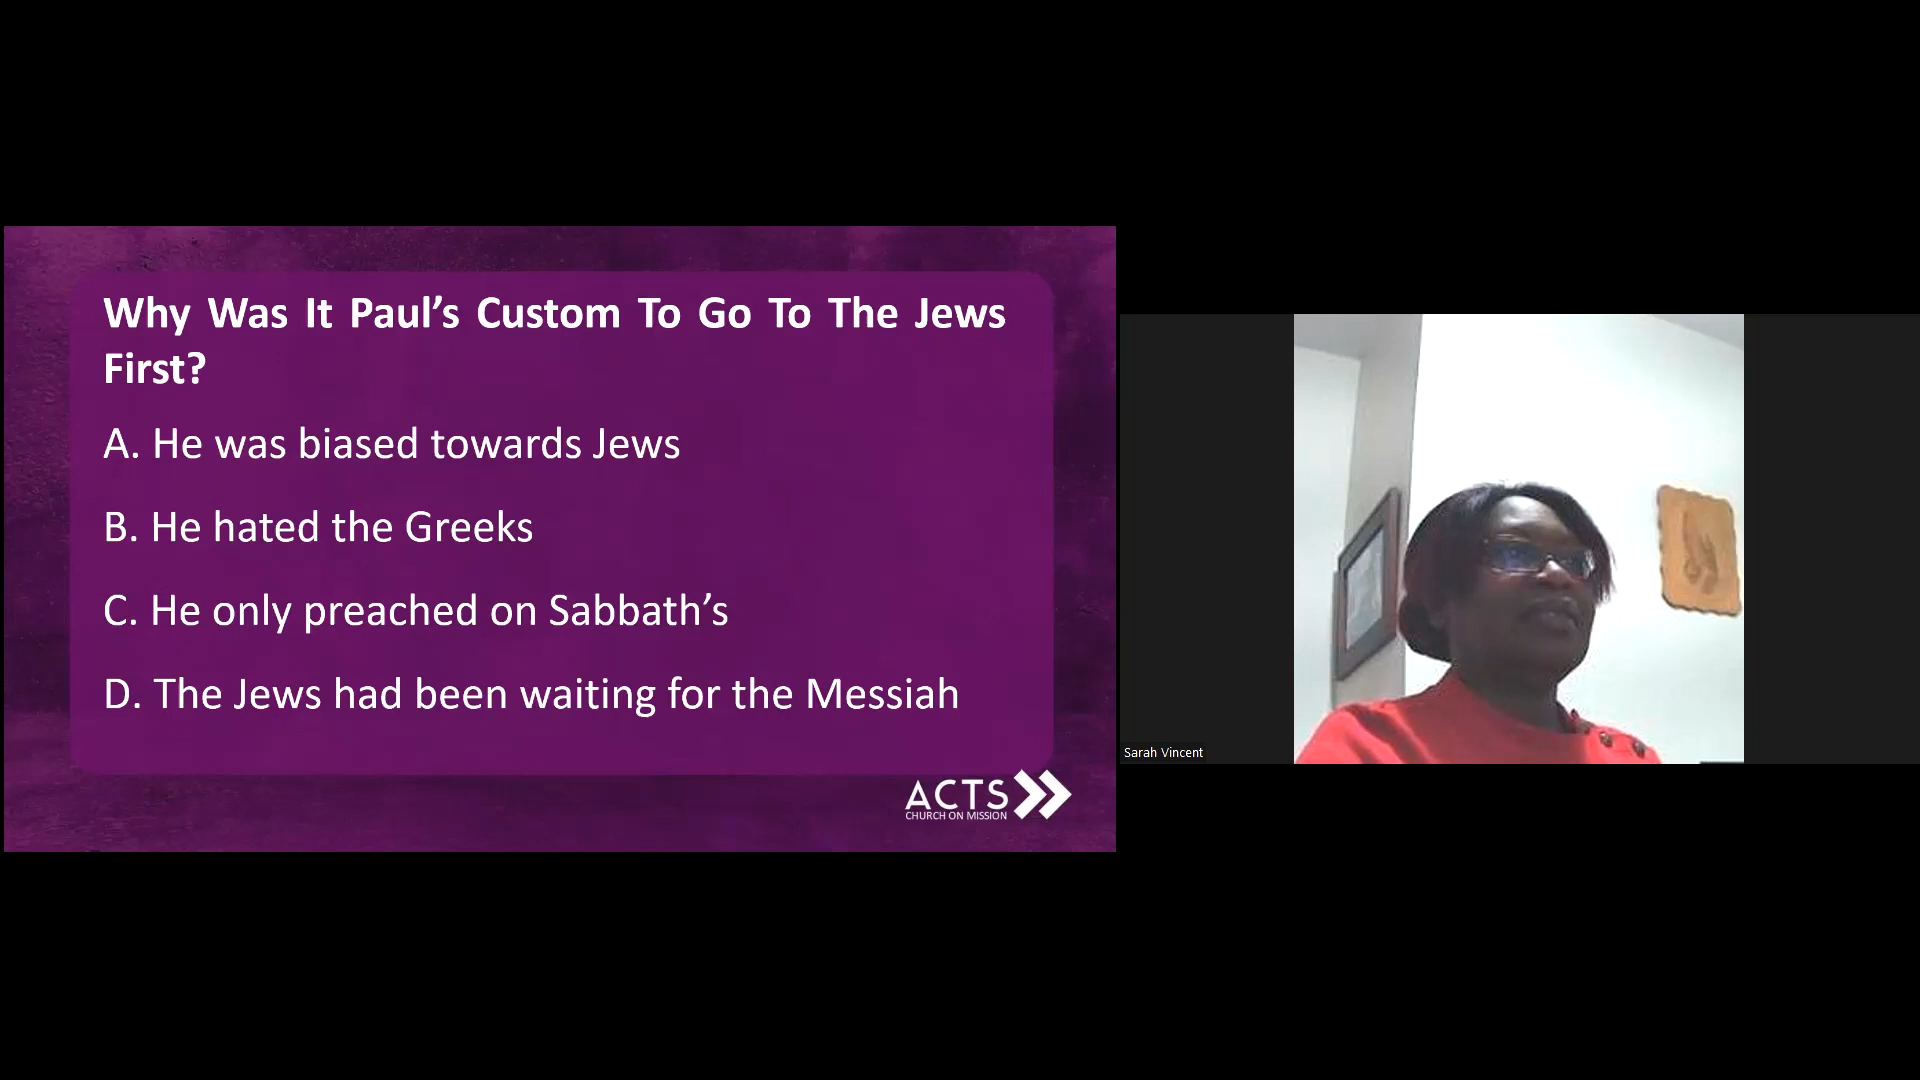 Why Was It Paul’s Custom To Go To The Jews
First?
A. He was biased towards Jews
B. He hated the Greeks
C. He only preached on Sabbath’s
D. The Jews had been waiting for the Messiah
ACTS
CHURCH ON MISSION
Sarah Vincent